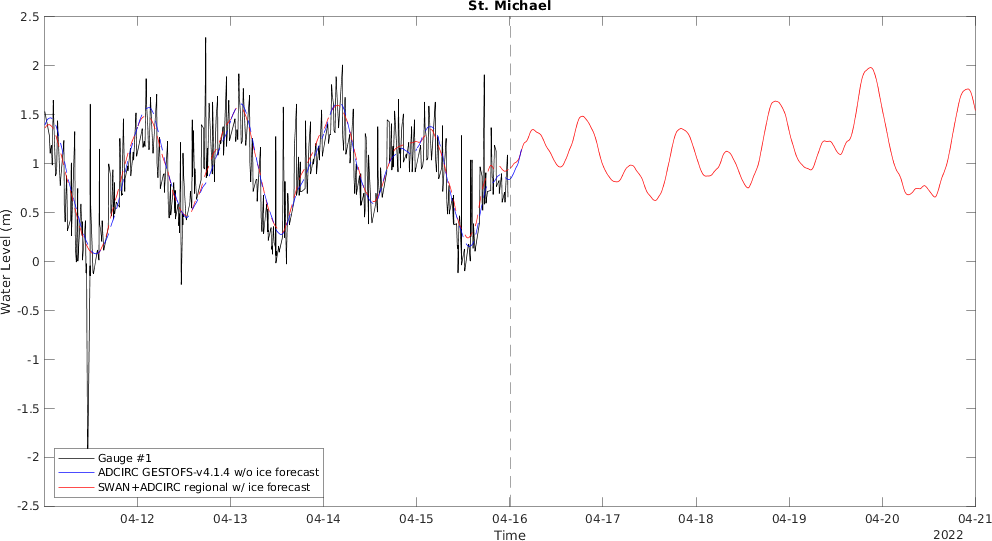 St. Michael
2.5
2
1.5
1
0.5
0
-0.5
-1
-1.5
-2
-2.5
Water Level (m)
Gauge #1
ADCIRC GESTOFS-v4.1.4 w/o ice forecast
SWAN+ADCIRC regional w/ ice forecast
04-12 04-13 04-14 04-15 04-16 04-17 04-18 04-19 04-20 04-21
Time
2022